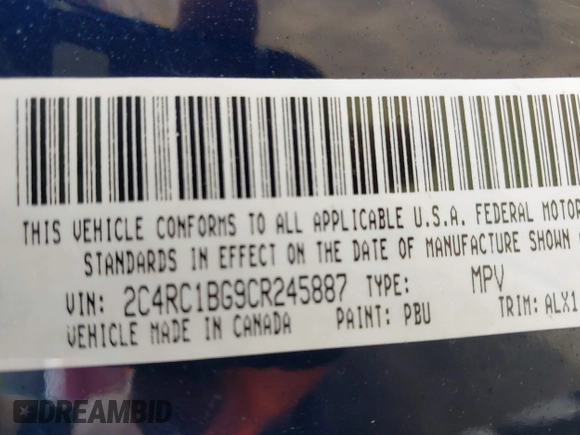 THIS VEHICLE CONFORMS TO ALL APPLICABLE U.S.A. FEDERAL MOTOR
STANDARDS IN EFFECT ON THE DATE OF MANUFACTURE SHOWN
VIN: 2C4RC1BG9CR245887 TYPE: MPV
VEHICLE MADE IN CANADA PAINT: PBU TRIM: ALX1
DREAMBID